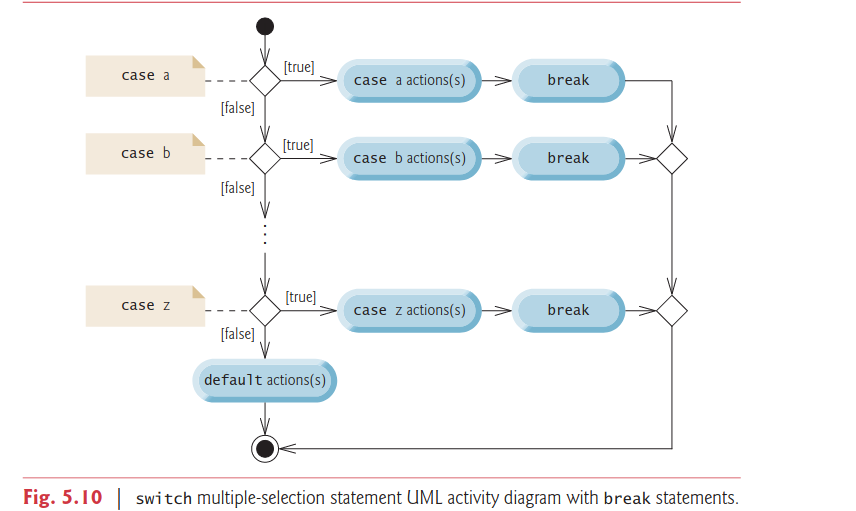 case a
[true]
case a actions(s)
break
[false]
case b
[true]
case b actions(s)
break
[false]
case z
[true]
case z actions(s)
break
[false]
default actions(s)
Fig. 5.10 | switch multiple-selection statement UML activity diagram with break statements.